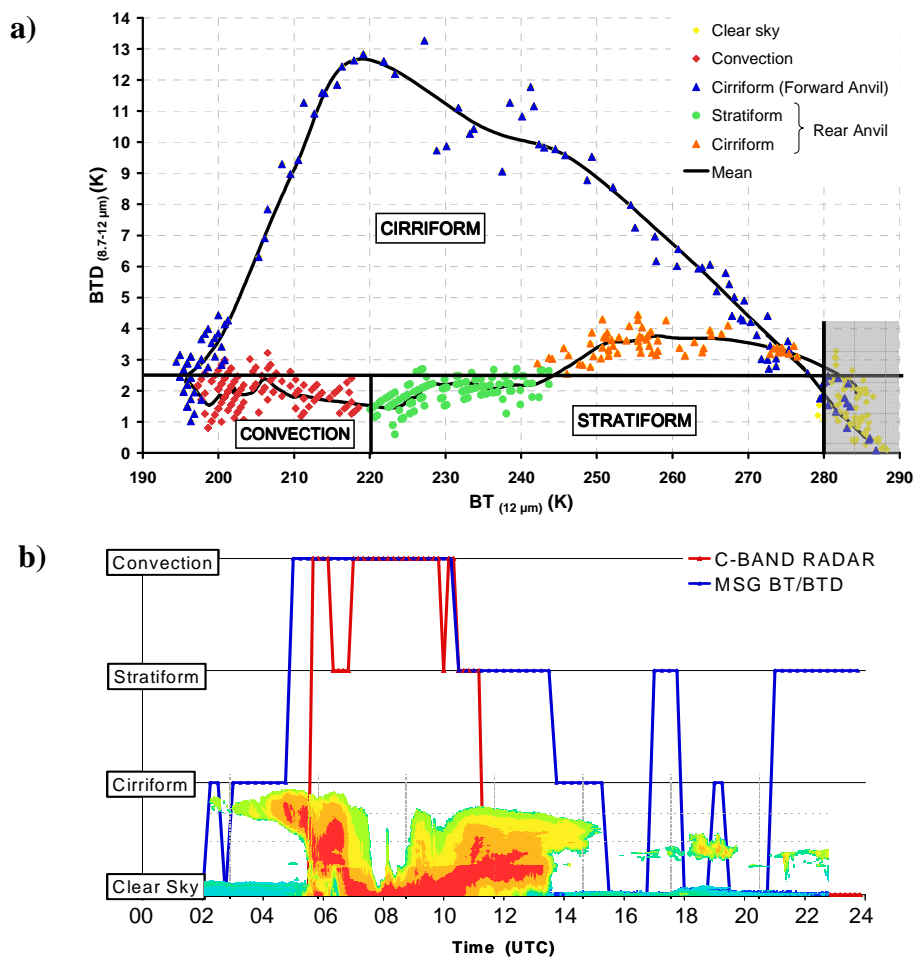 a)
14
13
12
11
10
9
8
7
6
5
4
3
2
1
0
BTD (8.7-12 µm) (K)
Clear sky
Convection
Cirriform (Forward Anvil)
Stratiform
Cirriform
Rear Anvil
Mean
CIRRIFORM
CONVECTION
STRATIFORM
190 200 210 220 230 240 250 260 270 280 290
BT (12 µm) (K)
b)
Convection
Stratiform
Cirriform
Clear Sky
C-BAND RADAR
MSG BT/BTD
00 02 04 06 08 10 12 14 16 18 20 22 24
Time (UTC)